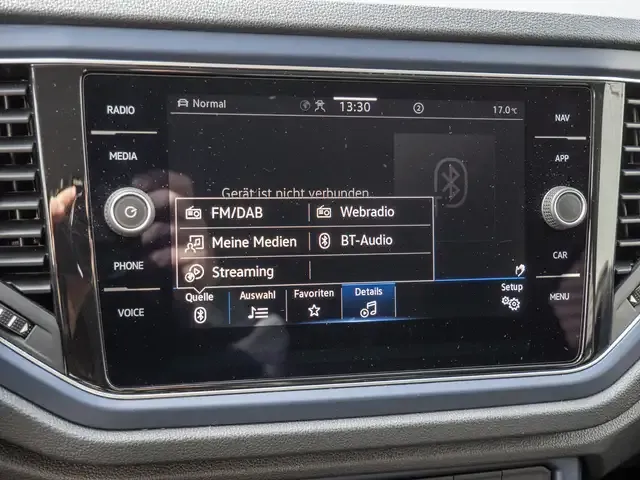 RADIO
MEDIA
PHONE
VOICE
Normal
13:30
2
17.0°C
Gerät ist nicht verbunden.
FM/DAB
Webradio
Meine Medien
BT-Audio
Streaming
Quelle
Auswahl
Favoriten
Details
Setup
NAV
APP
CAR
MENU